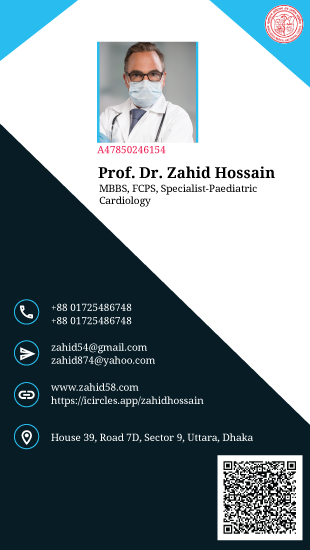 A47850246154
Prof. Dr. Zahid Hossain
MBBS, FCPS, Specialist-Paediatric
Cardiology
+88 01725486748
+88 01725486748
zahid54@gmail.com
zahid874@yahoo.com
www.zahid58.com
https://icircles.app/zahidhossain
House 39, Road 7D, Sector 9, Uttara, Dhaka